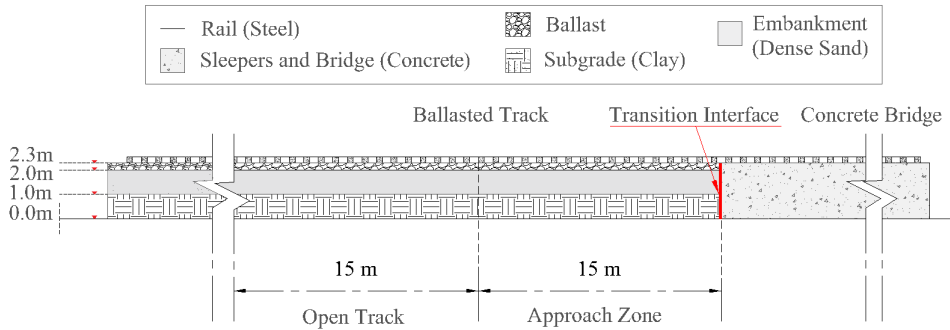 Rail (Steel)
Ballast
Embankment
(Dense Sand)
Sleepers and Bridge (Concrete)
Subgrade (Clay)
Ballasted Track
Transition Interface
Concrete Bridge
2.3m
2.0m
1.0m
0.0m
15 m
15 m
Open Track
Approach Zone